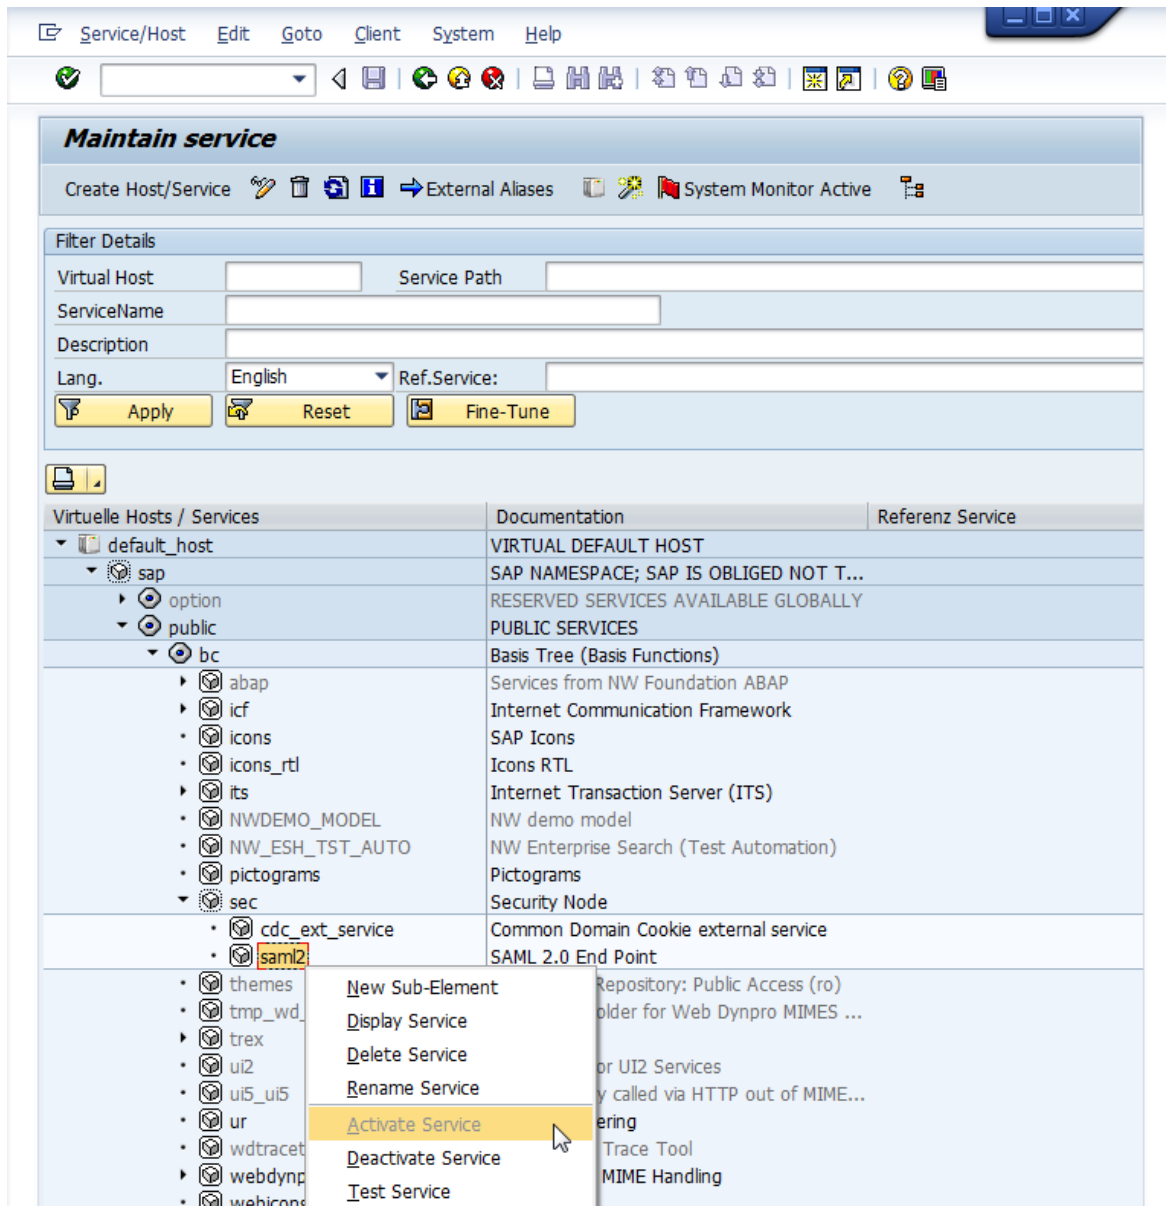 Service/Host Edit Goto Client System Help
Maintain service
Create Host/Service External Aliases System Monitor Active
Filter Details
Virtual Host Service Path
ServiceName
Description
Lang. English Ref.Service:
Apply Reset Fine-Tune
Virtuelle Hosts / Services Documentation Referenz Service
default_host VIRTUAL DEFAULT HOST
sap SAP NAMESPACE; SAP IS OBLIGED NOT T...
option RESERVED SERVICES AVAILABLE GLOBALLY
public PUBLIC SERVICES
bc Basis Tree (Basis Functions)
abap Services from NW Foundation ABAP
icf Internet Communication Framework
icons SAP Icons
icons_rtl Icons RTL
its Internet Transaction Server (ITS)
NWDEMO_MODEL NW demo model
NW_ESH_TST_AUTO NW Enterprise Search (Test Automation)
pictograms Pictograms
sec Security Node
cdc_ext_service Common Domain Cookie external service
saml2 SAML 2.0 End Point
themes Repository: Public Access (ro)
New Sub-Element
tmp_wd_ older for Web Dynpro MIMES ...
Display Service
trex
Delete Service
ui2 or UI2 Services
Rename Service
ui5_ui5 y called via HTTP out of MIME...
ur ering
Activate Service
wdtracet Trace Tool
Deactivate Service
webdynp MIME Handling
Test Service
webicons